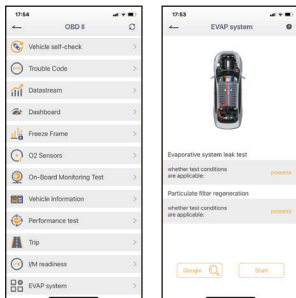 17:54
OBD II
Vehicle self-check
Trouble Code
Datastream
Dashboard
Freeze Frame
O2 Sensors
On-Board Monitoring Test
Vehicle Information
Performance test
Trip
I/M readiness
EVAP system
17:53
EVAP system
Evaporative system leak test
whether test conditions
are applicable:
possess
Particulate filter regeneration
whether test conditions
are applicable:
possess
Google
Start